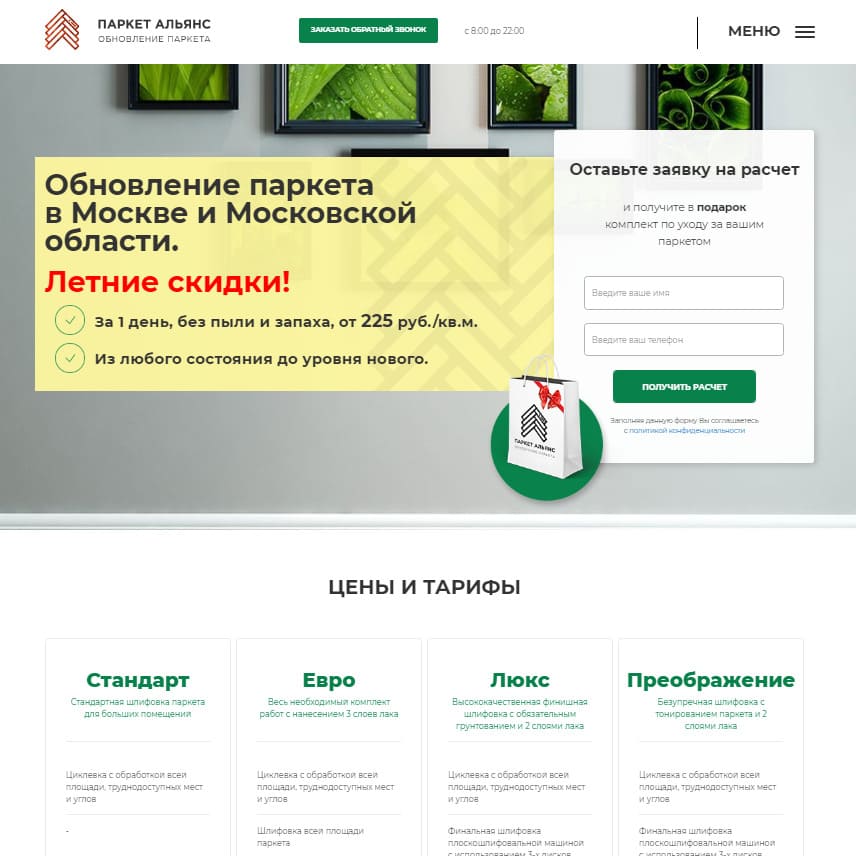 ПАРКЕТ АЛЬЯНС
ОБНОВЛЕНИЕ ПАРКЕТА
ЗАКАЗАТЬ ОБРАТНЫЙ ЗВОНОК
с 8:00 до 22:00
МЕНЮ
Обновление паркета
в Москве и Московской
области.
Летние скидки!
За 1 день, без пыли и запаха, от 225 руб./кв.м.
Из любого состояния до уровня нового.
Оставьте заявку на расчет
и получите в подарок
комплект по уходу за вашим
паркетом
Введите ваше имя
Введите ваш телефон
ПОЛУЧИТЬ РАСЧЕТ
Заполняя данную форму Вы соглашаетесь
с политикой конфиденциальности
ПАРКЕТ АЛЬЯНС
ЦЕНЫ И ТАРИФЫ
Стандарт
Стандартная шлифовка паркета
для больших помещении
Циклевка с обработкой всей
площади, труднодоступных мест
и углов
-
Евро
Весь необходимый комплект
работ с нанесением 3 слоев лака
Циклевка с обработкой всей
площади, труднодоступных мест
и углов
Шлифовка всей площади
паркета
Люкс
Высококачественная финишная
шлифовка с обязательным
грунтованием и 2 слоями лака
Циклевка с обработкой всей
площади, труднодоступных мест
и углов
Финальная шлифовка
плоскошлифовальной машиной
с использованием 3-х дисков
Преображение
Безупречная шлифовка с
тонированием паркета и 2
слоями лака
Циклевка с обработкой всей
площади, труднодоступных мест
и углов
Финальная шлифовка
плоскошлифовальной машиной
с использованием 3-х дисков